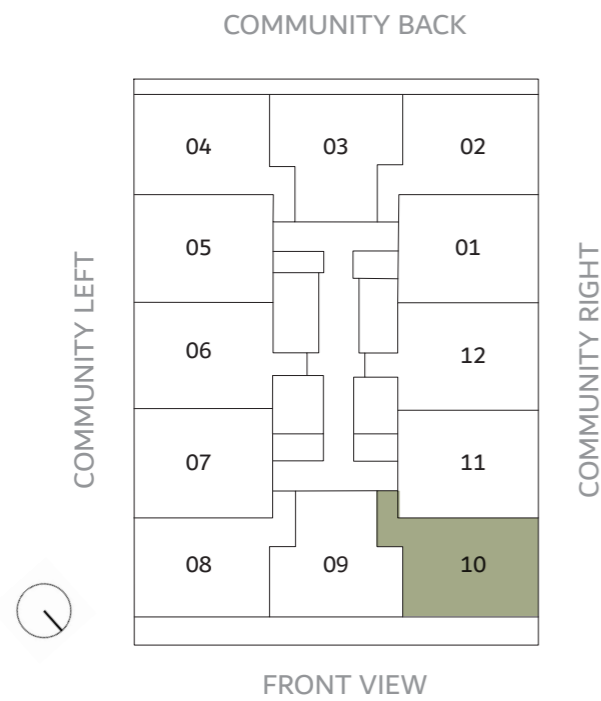 COMMUNITY BACK
04 03 02
05 01
COMMUNITY LEFT
COMMUNITY RIGHT
06 12
07 11
08 09 10
FRONT VIEW